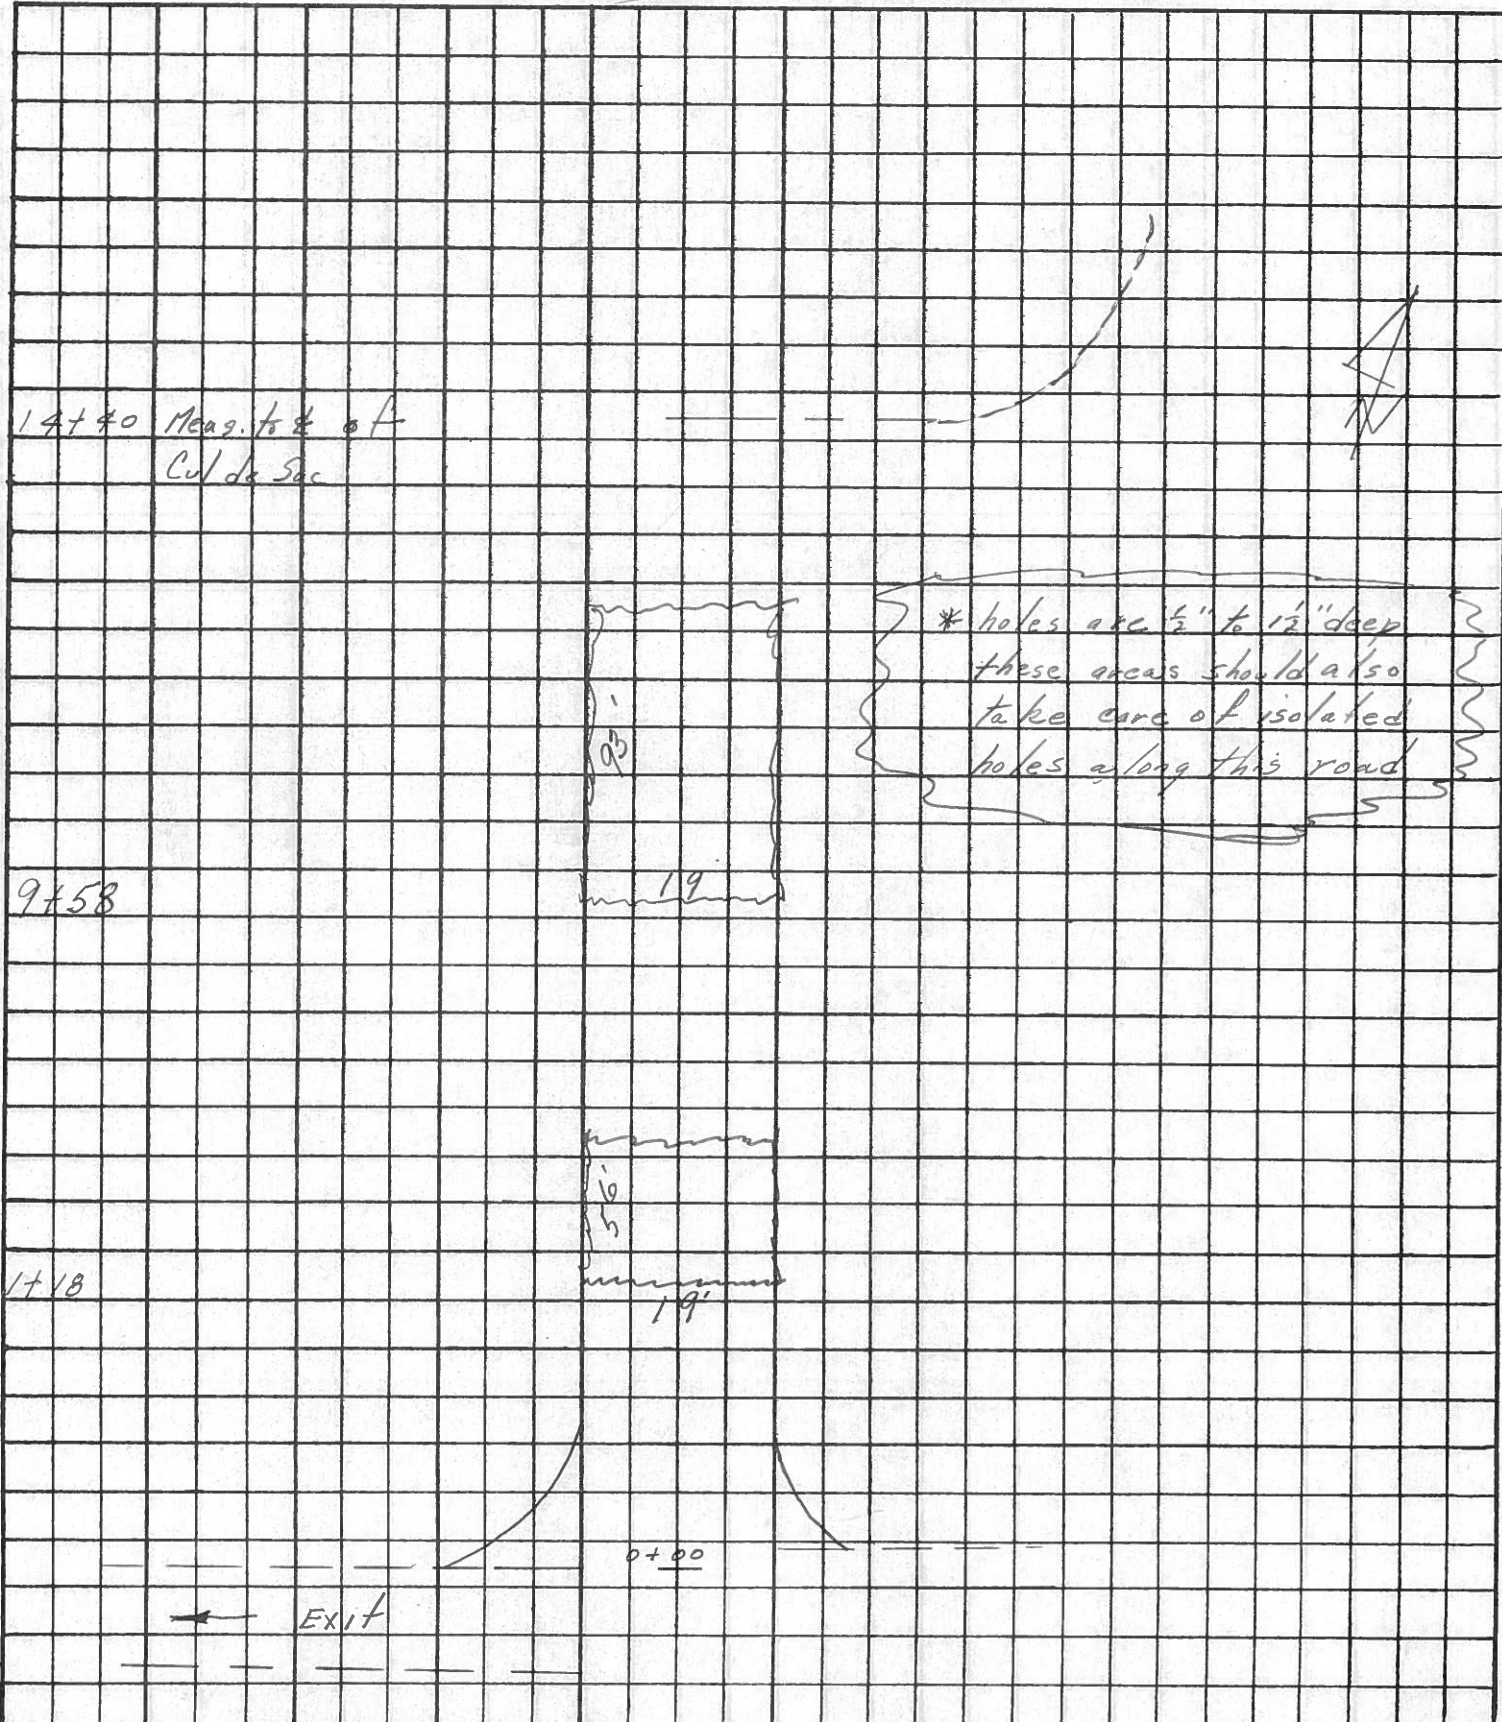 14+40 Meas. to ℄ of
Cul de Sac
* holes are ½" to 1½" deep
these areas should also
take care of isolated
holes along this road
93'
19
9+58
56'
1+18
19'
0+00
Exit
N